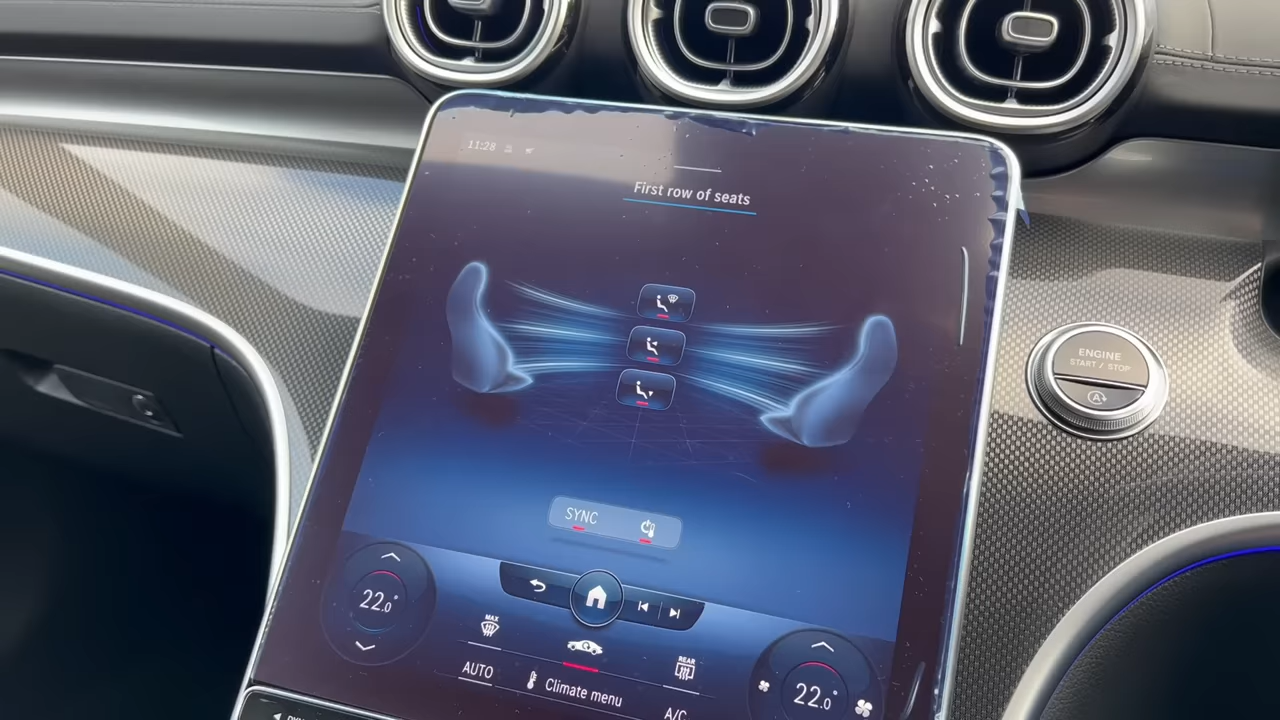 11:28
First row of seats
ENGINE
START / STOP
A
SYNC
22.0°
MAX
REAR
AUTO
Climate menu
A/C
22.0°